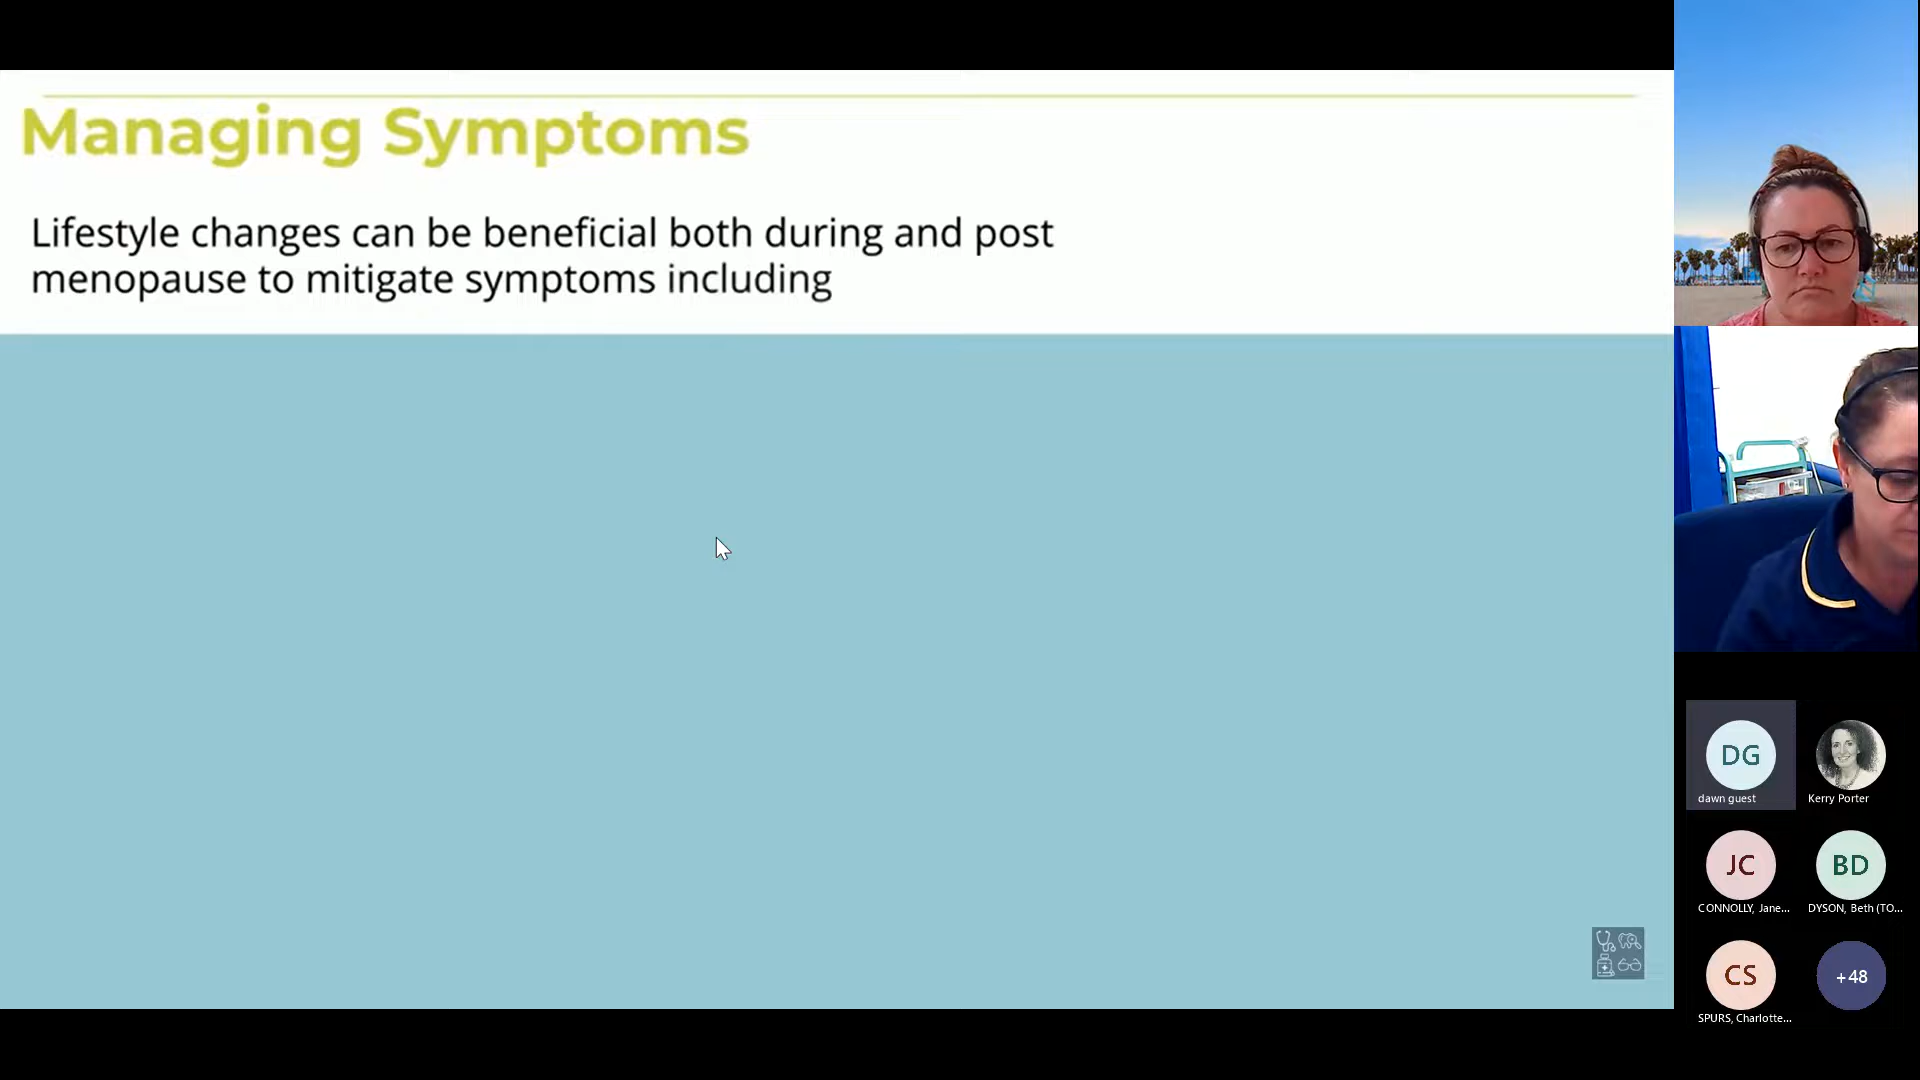 Managing Symptoms
Lifestyle changes can be beneficial both during and post
menopause to mitigate symptoms including
DG
dawn guest
Kerry Porter
JC
BD
CONNOLLY, Jane...
DYSON, Beth (TO...
CS
+48
SPURS, Charlotte...